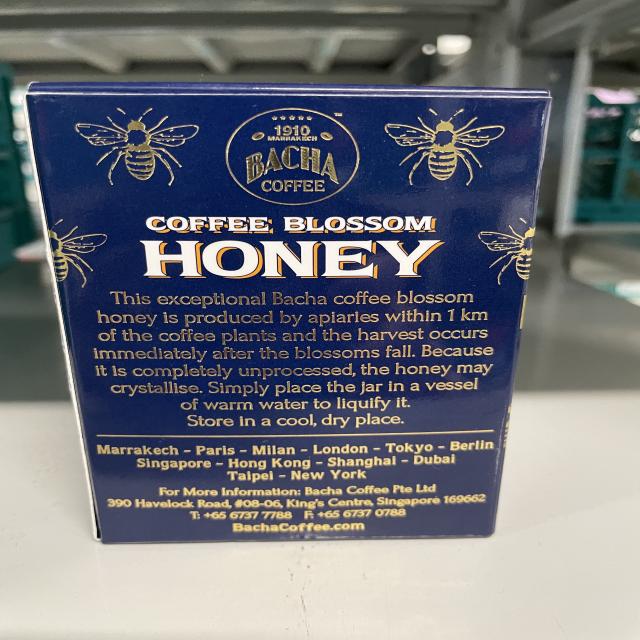 1910
MARRAKECH
BACHA
COFFEE
™
COFFEE BLOSSOM
HONEY
This exceptional Bacha coffee blossom
honey is produced by apiaries within 1 km
of the coffee plants and the harvest occurs
immediately after the blossoms fall. Because
it is completely unprocessed, the honey may
crystallise. Simply place the jar in a vessel
of warm water to liquify it.
Store in a cool, dry place.
Marrakech - Paris - Milan - London - Tokyo - Berlin
Singapore - Hong Kong - Shanghai - Dubai
Taipei - New York
For More Information: Bacha Coffee Pte Ltd
390 Havelock Road, #08-06, King's Centre, Singapore 169662
T: +65 6737 7788 F: +65 6737 0788
BachaCoffee.com